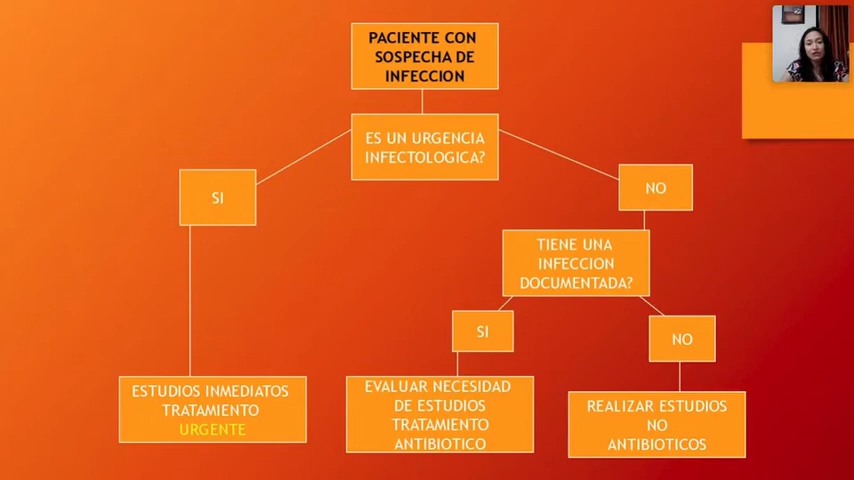 PACIENTE CON
SOSPECHA DE
INFECCION
ES UN URGENCIA
INFECTOLOGICA?
SI
NO
TIENE UNA
INFECCION
DOCUMENTADA?
SI
NO
ESTUDIOS INMEDIATOS
TRATAMIENTO
URGENTE
EVALUAR NECESIDAD
DE ESTUDIOS
TRATAMIENTO
ANTIBIOTICO
REALIZAR ESTUDIOS
NO
ANTIBIOTICOS